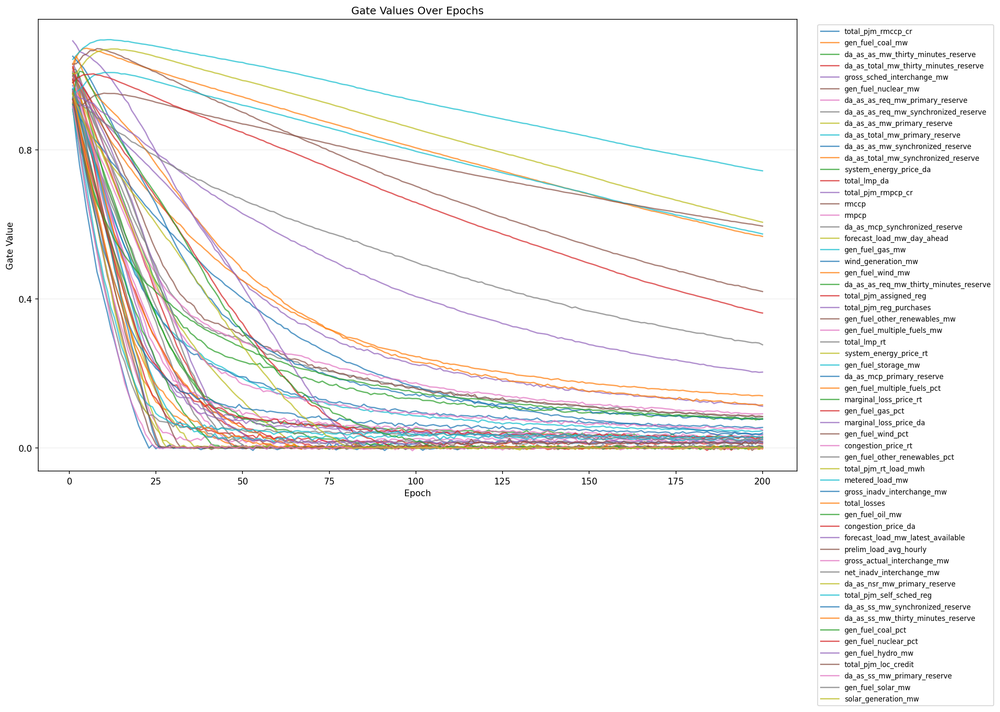 Gate Values Over Epochs
Gate Value
0.8
0.4
0.0
0
25
50
75
100
125
150
175
200
Epoch
total_pjm_rmccp_cr
gen_fuel_coal_mw
da_as_as_mw_thirty_minutes_reserve
da_as_total_mw_thirty_minutes_reserve
gross_sched_interchange_mw
gen_fuel_nuclear_mw
da_as_as_req_mw_primary_reserve
da_as_as_req_mw_synchronized_reserve
da_as_as_mw_primary_reserve
da_as_total_mw_primary_reserve
da_as_as_mw_synchronized_reserve
da_as_total_mw_synchronized_reserve
system_energy_price_da
total_lmp_da
total_pjm_rmpcp_cr
rmccp
rmpcp
da_as_mcp_synchronized_reserve
forecast_load_mw_day_ahead
gen_fuel_gas_mw
wind_generation_mw
gen_fuel_wind_mw
da_as_as_req_mw_thirty_minutes_reserve
total_pjm_assigned_reg
total_pjm_reg_purchases
gen_fuel_other_renewables_mw
gen_fuel_multiple_fuels_mw
total_lmp_rt
system_energy_price_rt
gen_fuel_storage_mw
da_as_mcp_primary_reserve
gen_fuel_multiple_fuels_pct
marginal_loss_price_rt
gen_fuel_gas_pct
marginal_loss_price_da
gen_fuel_wind_pct
congestion_price_rt
gen_fuel_other_renewables_pct
total_pjm_rt_load_mwh
metered_load_mw
gross_inadv_interchange_mw
total_losses
gen_fuel_oil_mw
congestion_price_da
forecast_load_mw_latest_available
prelim_load_avg_hourly
gross_actual_interchange_mw
net_inadv_interchange_mw
da_as_nsr_mw_primary_reserve
total_pjm_self_sched_reg
da_as_ss_mw_synchronized_reserve
da_as_ss_mw_thirty_minutes_reserve
gen_fuel_coal_pct
gen_fuel_nuclear_pct
gen_fuel_hydro_mw
total_pjm_loc_credit
da_as_ss_mw_primary_reserve
gen_fuel_solar_mw
solar_generation_mw